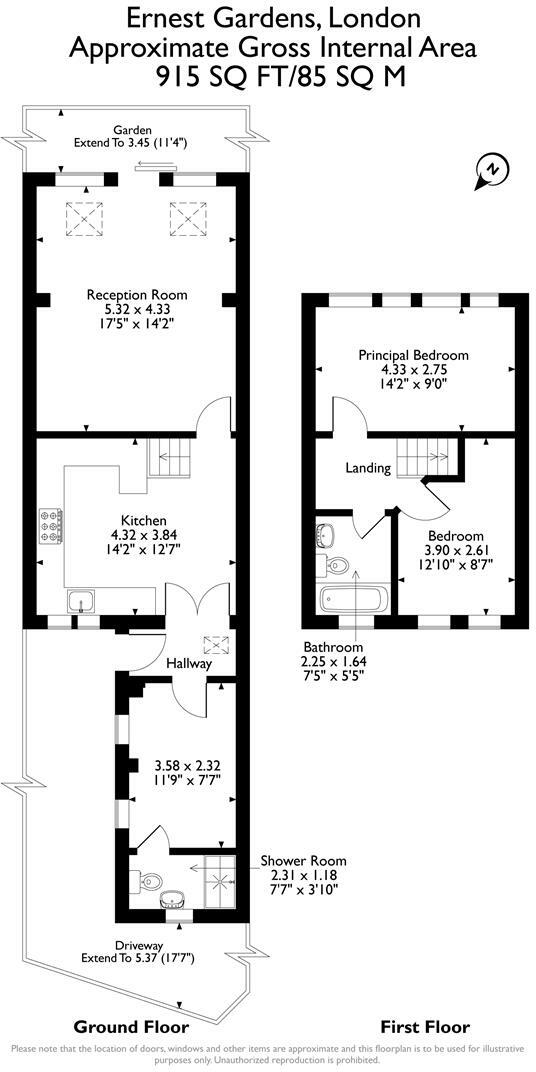 Ernest Gardens, London
Approximate Gross Internal Area
915 SQ FT/85 SQ M
Garden
Extend To 3.45 (11'4")
N
Reception Room
5.32 x 4.33
17'5" x 14'2"
Principal Bedroom
4.33 x 2.75
14'2" x 9'0"
Landing
Kitchen
4.32 x 3.84
14'2" x 12'7"
Bedroom
3.90 x 2.61
12'10" x 8'7"
Bathroom
2.25 x 1.64
7'5" x 5'5"
Hallway
3.58 x 2.32
11'9" x 7'7"
Shower Room
2.31 x 1.18
7'7" x 3'10"
Driveway
Extend To 5.37 (17'7")
Ground Floor
First Floor
Please note that the location of doors, windows and other items are approximate and this floorplan is to be used for illustrative
purposes only. Unauthorized reproduction is prohibited.